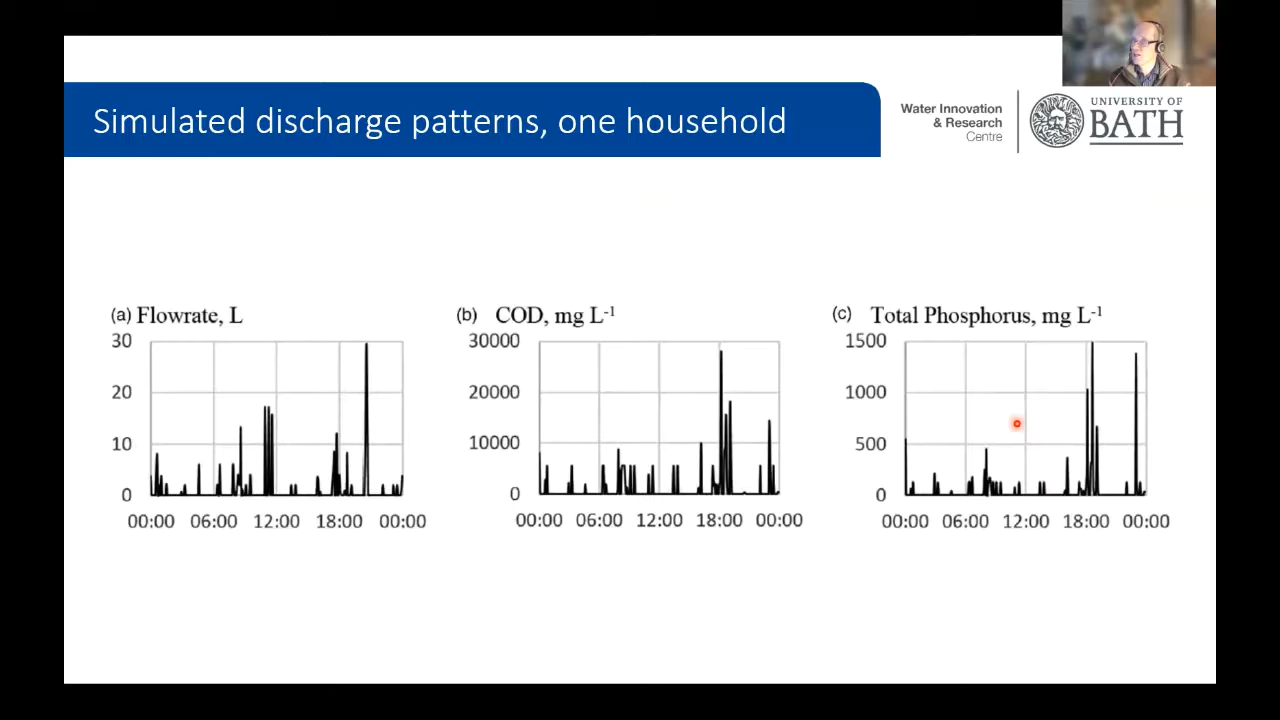 Simulated discharge patterns, one household
Water Innovation
& Research
Centre
UNIVERSITY OF
BATH
(a) Flowrate, L
30
20
10
0
00:00 06:00 12:00 18:00 00:00
(b) COD, mg L⁻¹
30000
20000
10000
0
00:00 06:00 12:00 18:00 00:00
(c) Total Phosphorus, mg L⁻¹
1500
1000
500
0
00:00 06:00 12:00 18:00 00:00